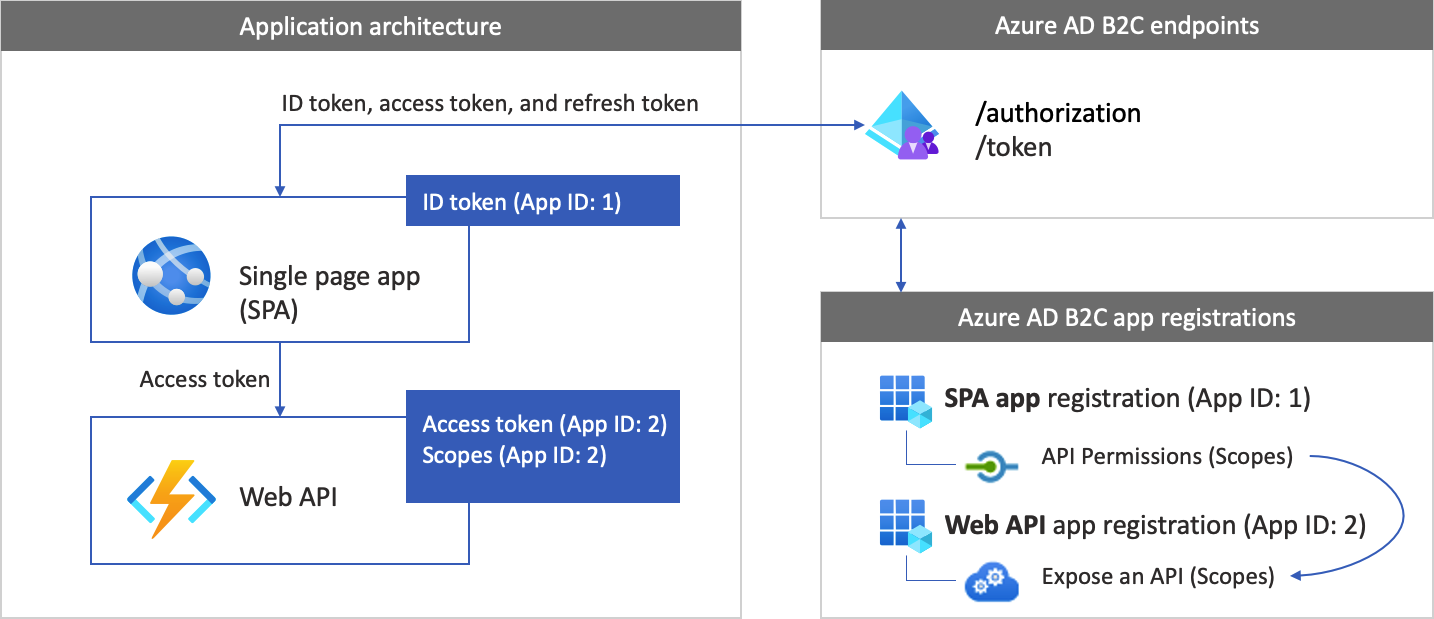 Application architecture
ID token, access token, and refresh token
ID token (App ID: 1)
Single page app
(SPA)
Access token
Access token (App ID: 2)
Scopes (App ID: 2)
Web API
Azure AD B2C endpoints
/authorization
/token
Azure AD B2C app registrations
SPA app registration (App ID: 1)
API Permissions (Scopes)
Web API app registration (App ID: 2)
Expose an API (Scopes)